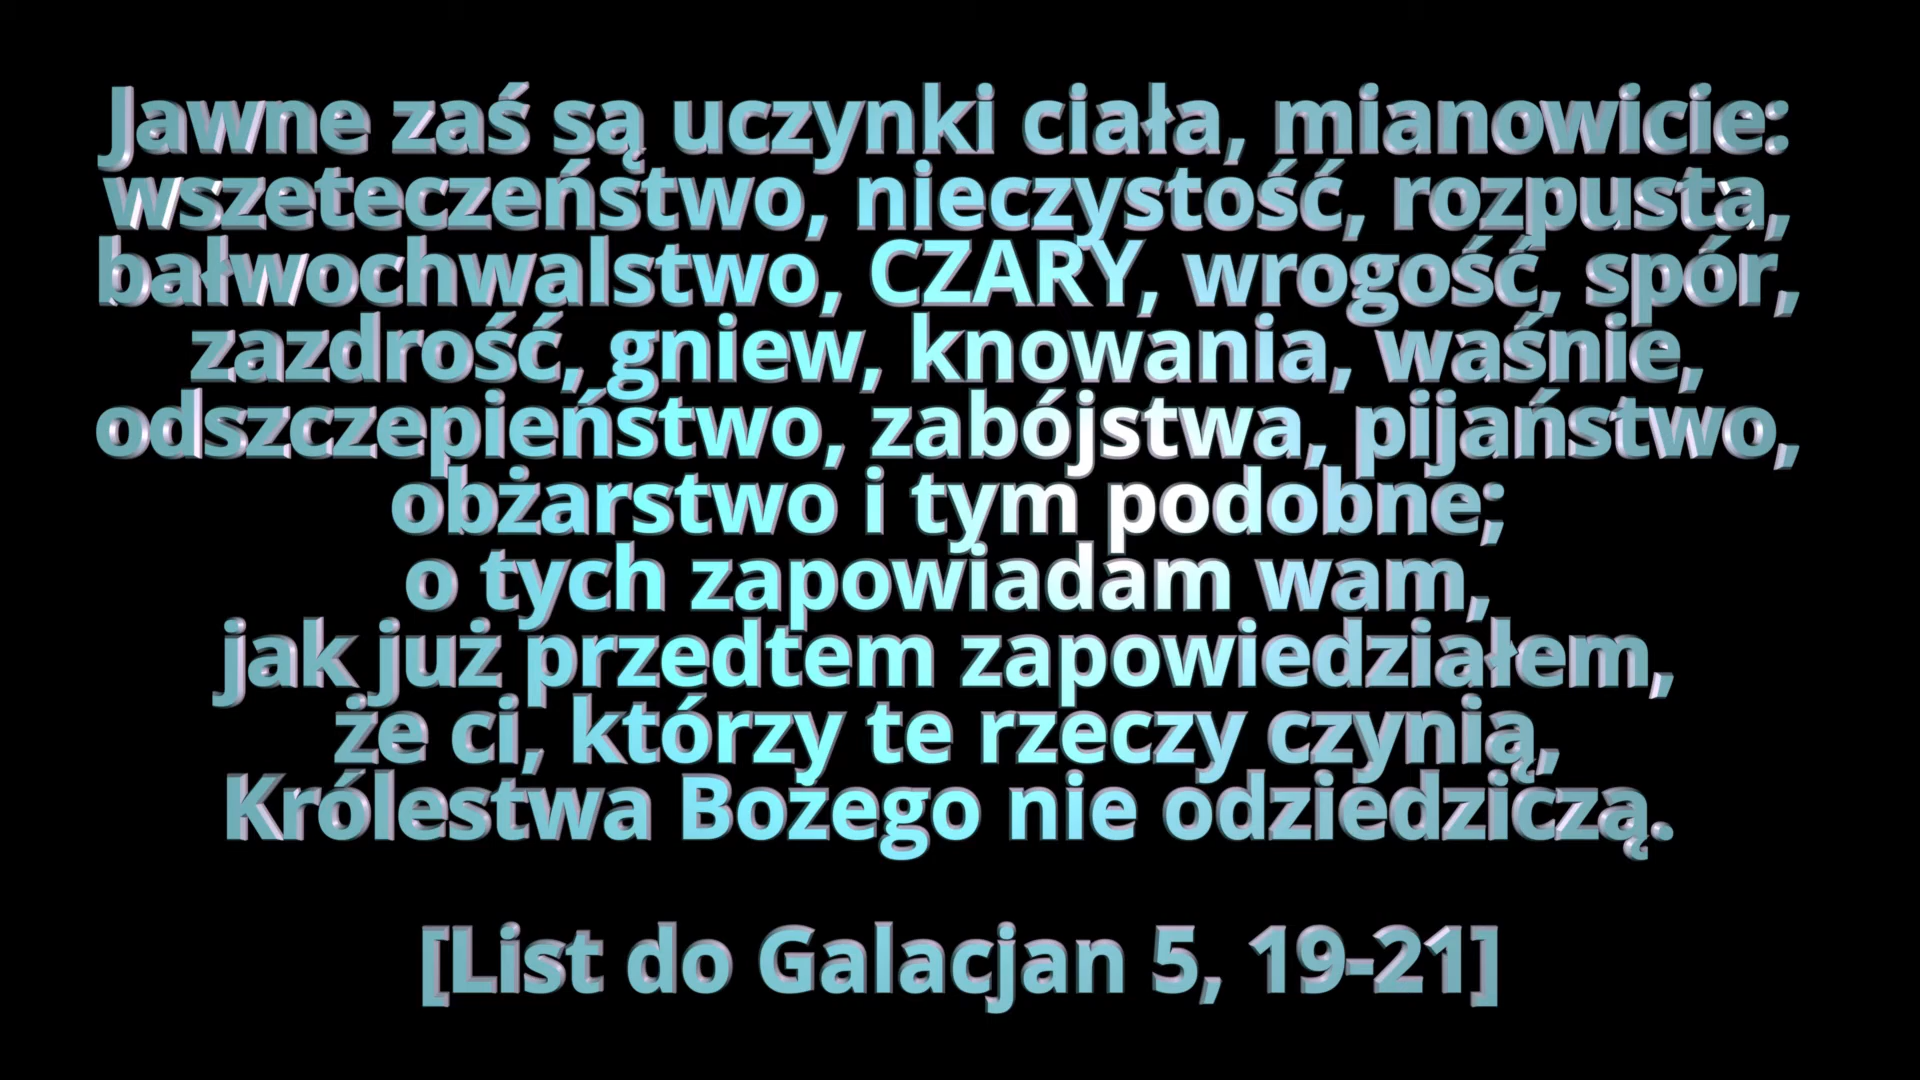 Jawne zaś są uczynki ciała, mianowicie:
wszeteczeństwo, nieczystość, rozpusta,
bałwochwalstwo, CZARY, wrogość, spór,
zazdrość, gniew, knowania, waśnie,
odszczepieństwo, zabójstwa, pijaństwo,
obżarstwo i tym podobne;
o tych zapowiadam wam,
jak już przedtem zapowiedziałem,
że ci, którzy te rzeczy czynią,
Królestwa Bożego nie odziedziczą.
[List do Galacjan 5, 19-21]